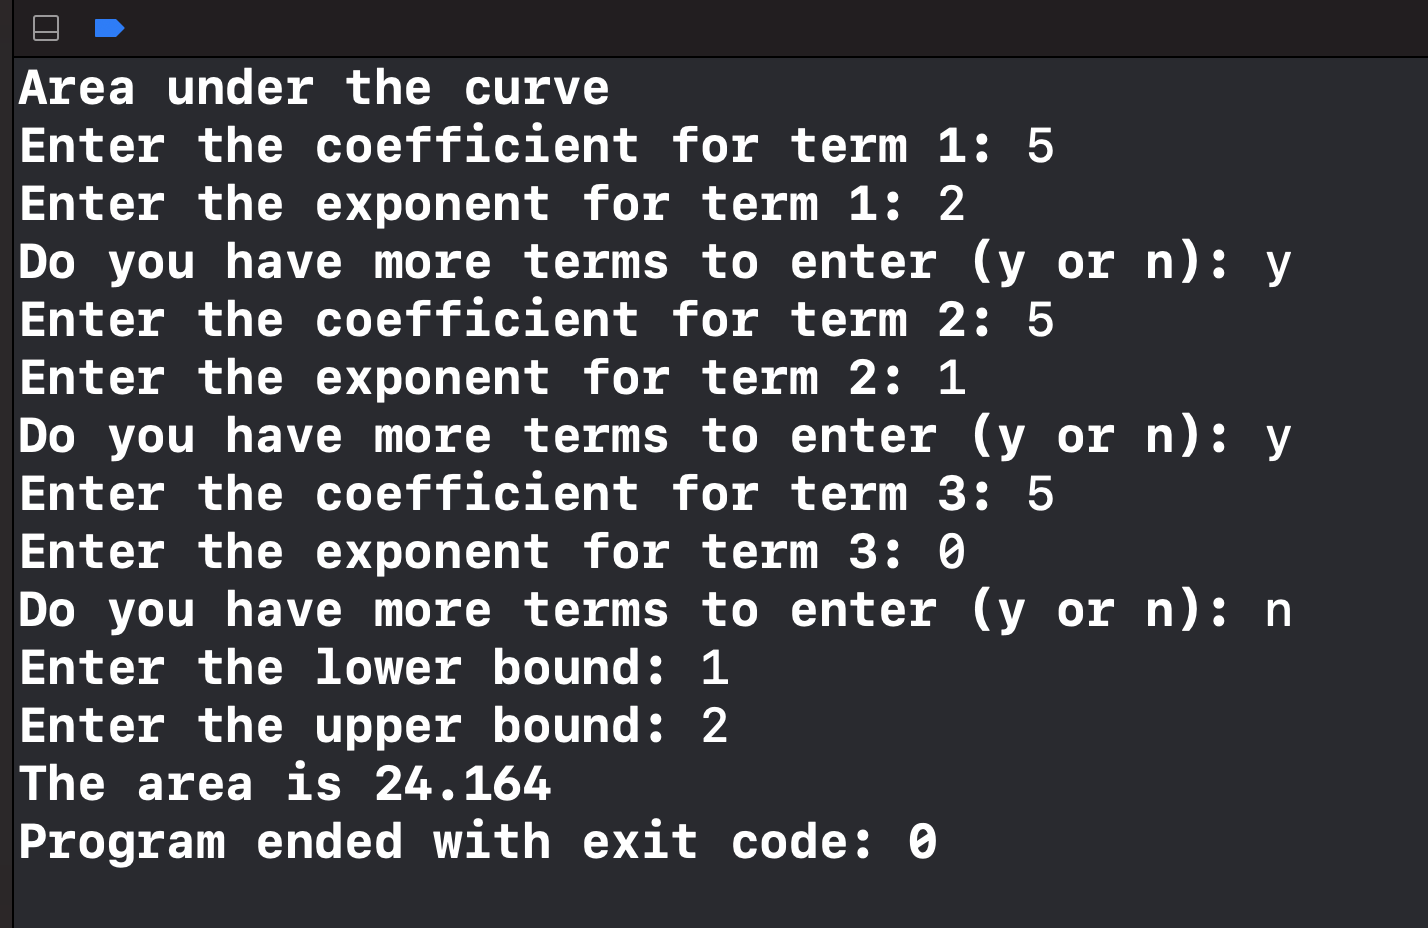 Area under the curve
Enter the coefficient for term 1: 5
Enter the exponent for term 1: 2
Do you have more terms to enter (y or n): y
Enter the coefficient for term 2: 5
Enter the exponent for term 2: 1
Do you have more terms to enter (y or n): y
Enter the coefficient for term 3: 5
Enter the exponent for term 3: 0
Do you have more terms to enter (y or n): n
Enter the lower bound: 1
Enter the upper bound: 2
The area is 24.164
Program ended with exit code: 0